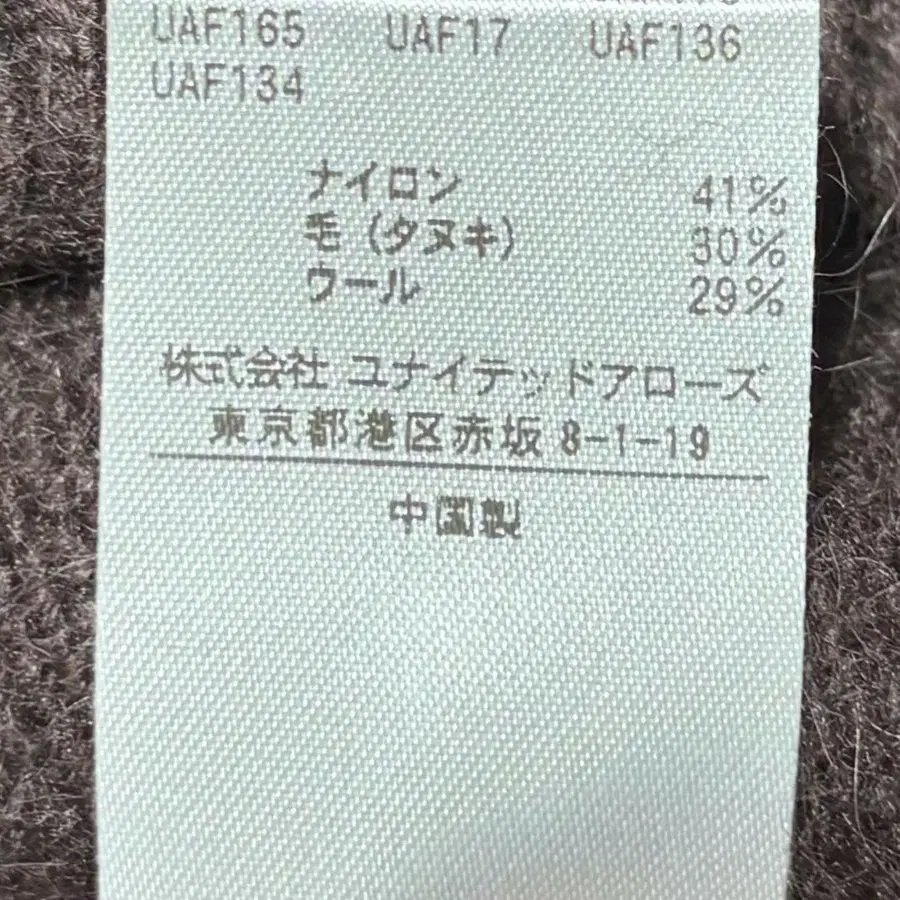 UAF165 UAF17 UAF136
UAF134
ナイロン 41%
毛(タヌキ) 30%
ウール 29%
株式会社 ユナイテッドアローズ
東京都港区赤坂 8-1-19
中国製